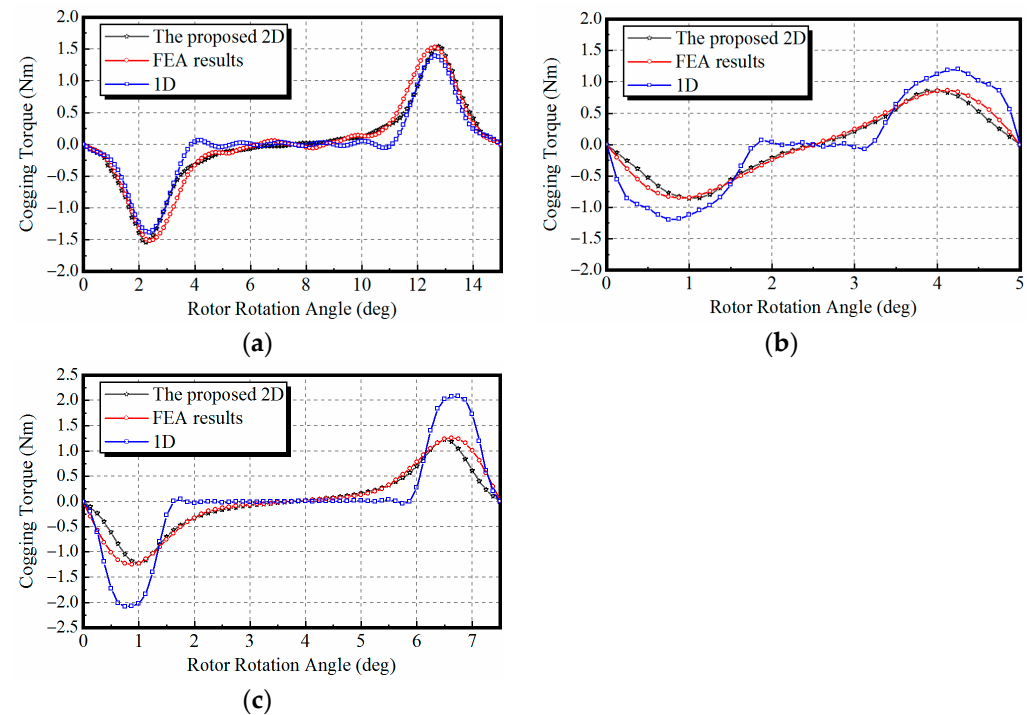 2.0
1.5
1.0
0.5
0.0
−0.5
−1.0
−1.5
−2.0
Cogging Torque (Nm)
The proposed 2D
FEA results
1D
0 2 4 6 8 10 12 14
Rotor Rotation Angle (deg)
(a)
2.0
1.5
1.0
0.5
0.0
−0.5
−1.0
−1.5
−2.0
Cogging Torque (Nm)
The proposed 2D
FEA results
1D
0 1 2 3 4 5
Rotor Rotation Angle (deg)
(b)
2.5
2.0
1.5
1.0
0.5
0.0
−0.5
−1.0
−1.5
−2.0
−2.5
Cogging Torque (Nm)
The proposed 2D
FEA results
1D
0 1 2 3 4 5 6 7
Rotor Rotation Angle (deg)
(c)